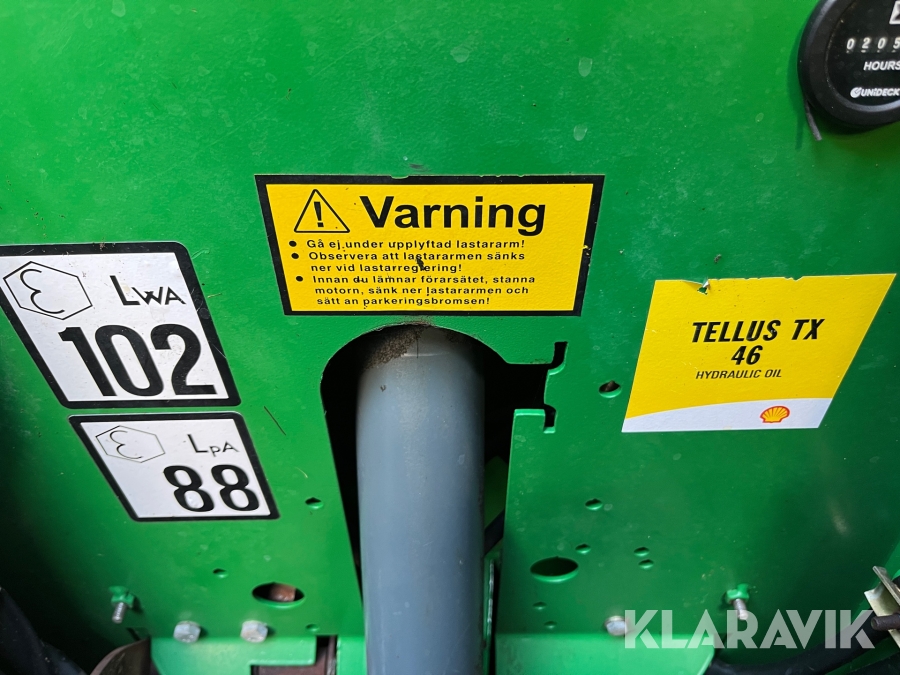 0205
HOURS
UNIDECK
Varning
• Gå ej under upplyftad lastararm!
• Observera att lastararmen sänks
ner vid lastarreglering!
• Innan du lämnar förarsätet, stanna
motorn, sänk ner lastararmen och
sätt an parkeringsbromsen!
LWA
102
LpA
88
TELLUS TX
46
HYDRAULIC OIL
KLARAVIK